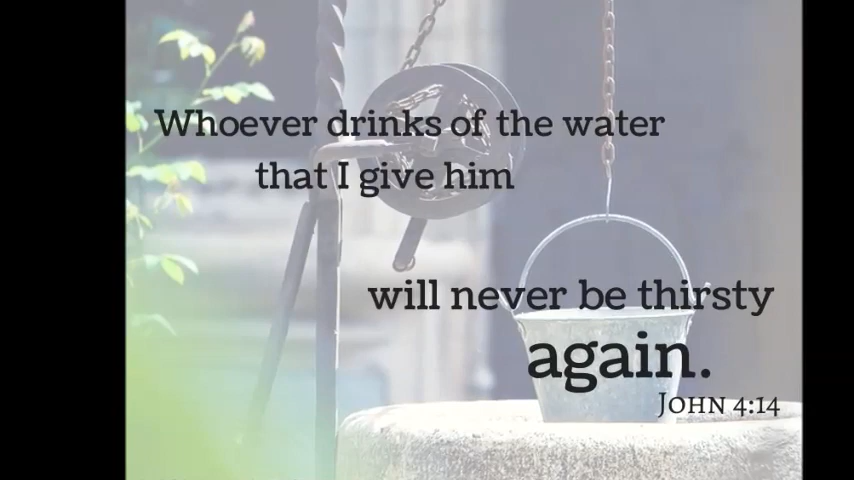 Whoever drinks of the water
that I give him
will never be thirsty
again.
John 4:14